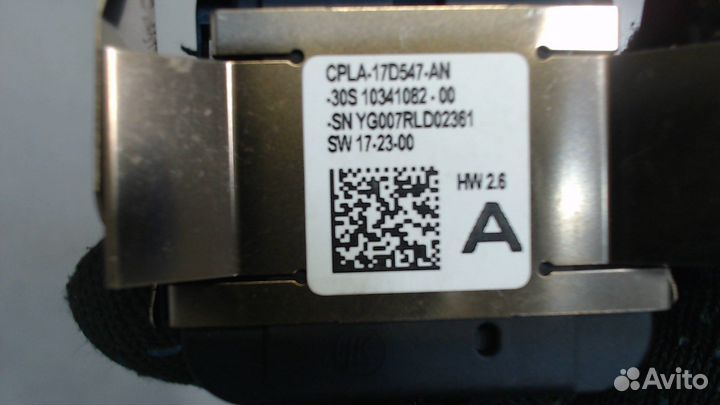 CPLA-17D547-AN
-30S 10341082 - 00
-SN YG007RLD02361
SW 17-23-00
HW 2.6
A
Avito